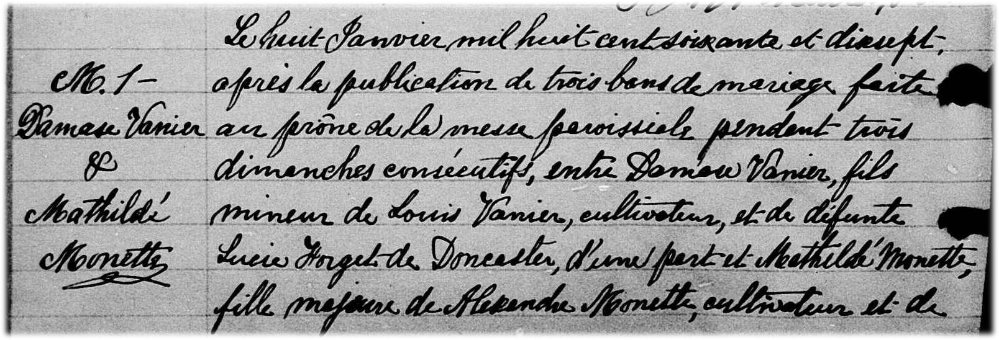 Le huit Janvier mil huit cent soixante et dixsept,
après la publication de trois bans de mariage faite
au prône de la messe paroissiale pendant trois
dimanches consécutifs, entre Damase Vanier, fils
mineur de Louis Vanier, cultivateur, et de défunte
Lucie Forget de Doncaster, d'une part et Mathildé Monette,
fille majeure de Alexandre Monette, cultivateur et de
M. 1 –
Damase Vanier
&
Mathildé
Monette